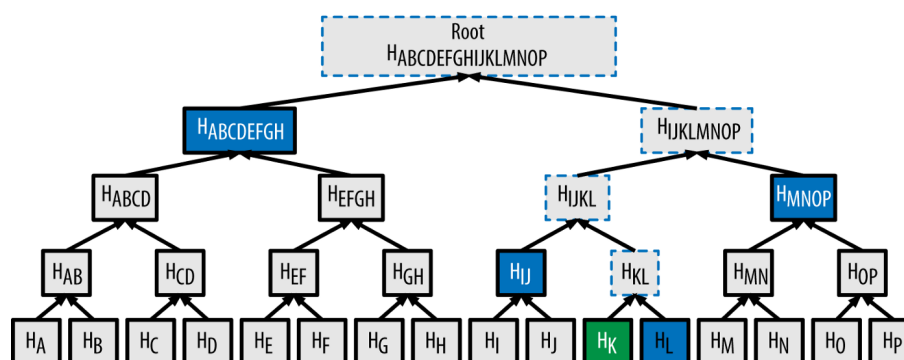 Root
HABCDEFGHIJKLMNOP
HABCDEFGH HIJKLMNOP
HABCD HEFGH HIJKL HMNOP
HAB HCD HEF HGH HIJ HKL HMN HOP
HA HB HC HD HE HF HG HH HI HJ HK HL HM HN HO HP